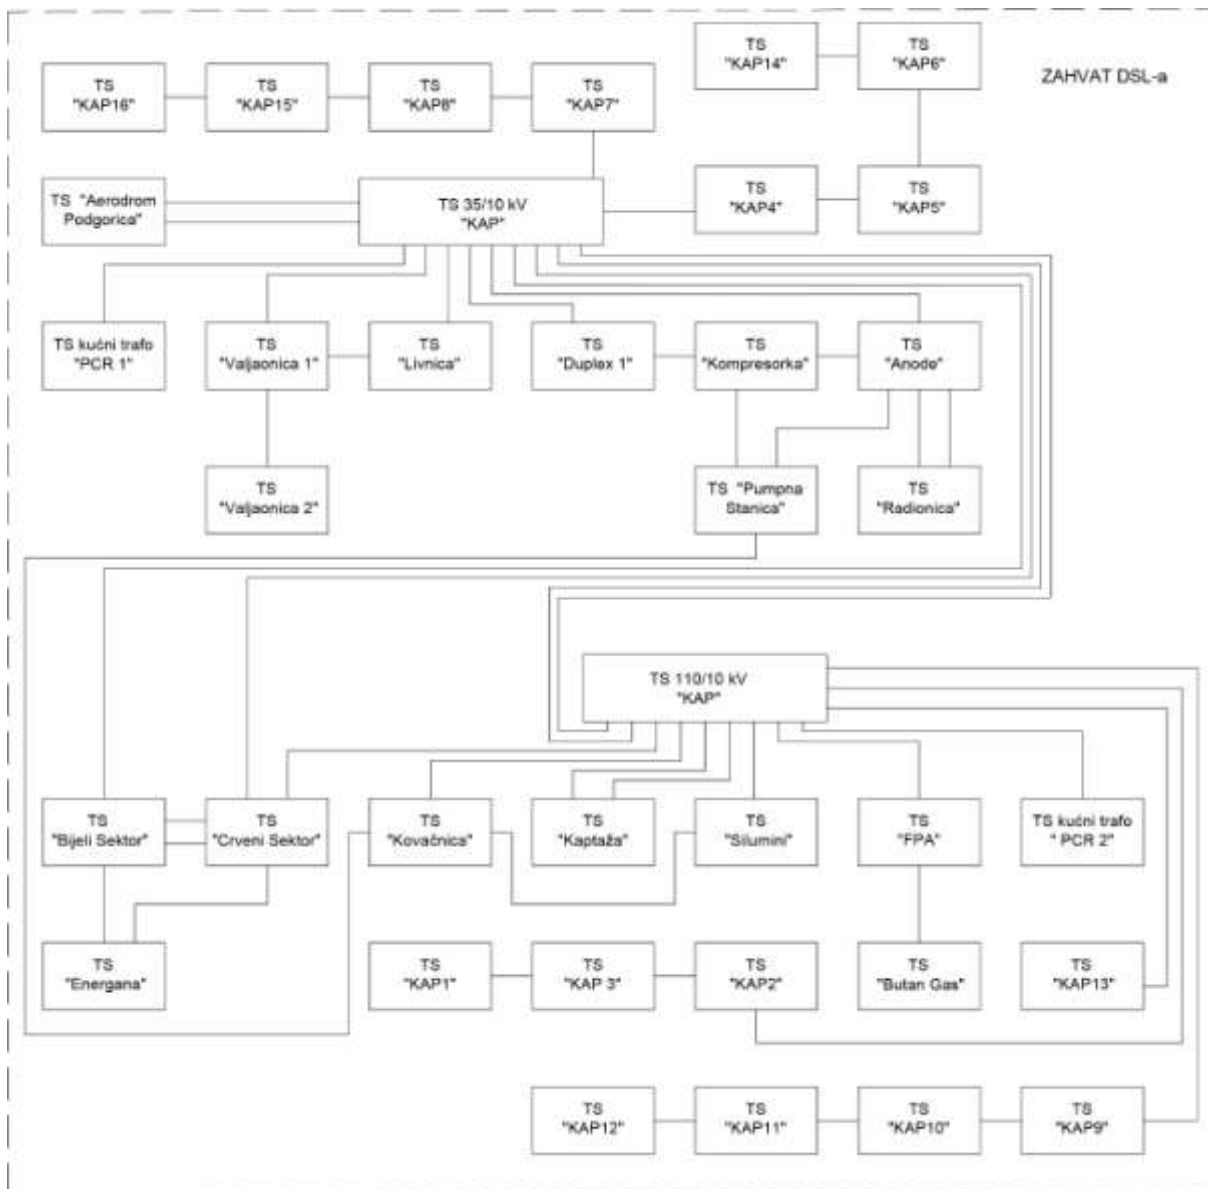 TS
"KAP14"
TS
"KAP6"
ZAHVAT DSL-a
TS
"KAP16"
TS
"KAP15"
TS
"KAP8"
TS
"KAP7"
TS "Aerodrom
Podgorica"
TS 35/10 kV
"KAP"
TS
"KAP4"
TS
"KAP5"
TS kućni trafo
"PCR 1"
TS
"Valjaonica 1"
TS
"Livnica"
TS
"Duplex 1"
TS
"Kompresorka"
TS
"Anode"
TS
"Valjaonica 2"
TS "Pumpna
Stanica"
TS
"Radionica"
TS 110/10 kV
"KAP"
TS
"Bijeli Sektor"
TS
"Crveni Sektor"
TS
"Kovačnica"
TS
"Kaptaža"
TS
"Silumini"
TS
"FPA"
TS kućni trafo
" PCR 2"
TS
"Energana"
TS
"KAP1"
TS
"KAP 3"
TS
"KAP2"
TS
"Butan Gas"
TS
"KAP13"
TS
"KAP12"
TS
"KAP11"
TS
"KAP10"
TS
"KAP9"